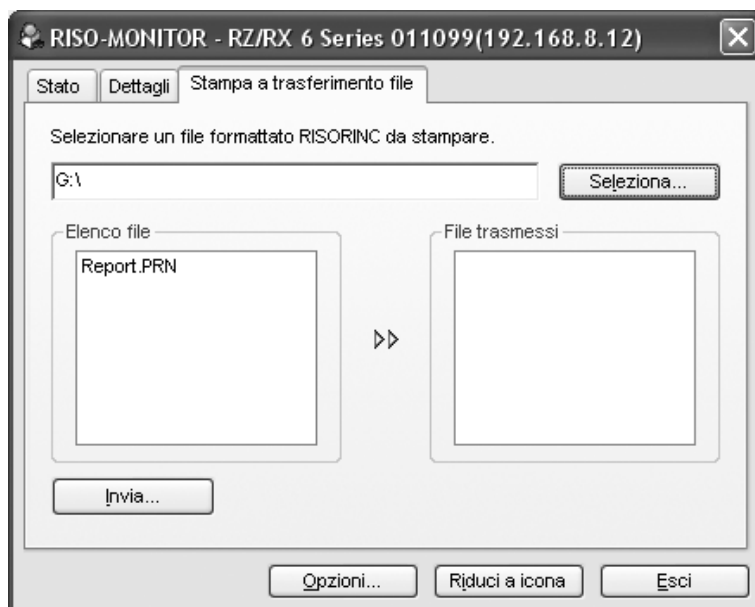 RISO-MONITOR - RZ/RX 6 Series 011099(192.168.8.12)
Stato Dettagli Stampa a trasferimento file
Selezionare un file formattato RISORINC da stampare.
G:\ Seleziona...
Elenco file File trasmessi
Report.PRN
Invia...
Opzioni... Riduci a icona Esci